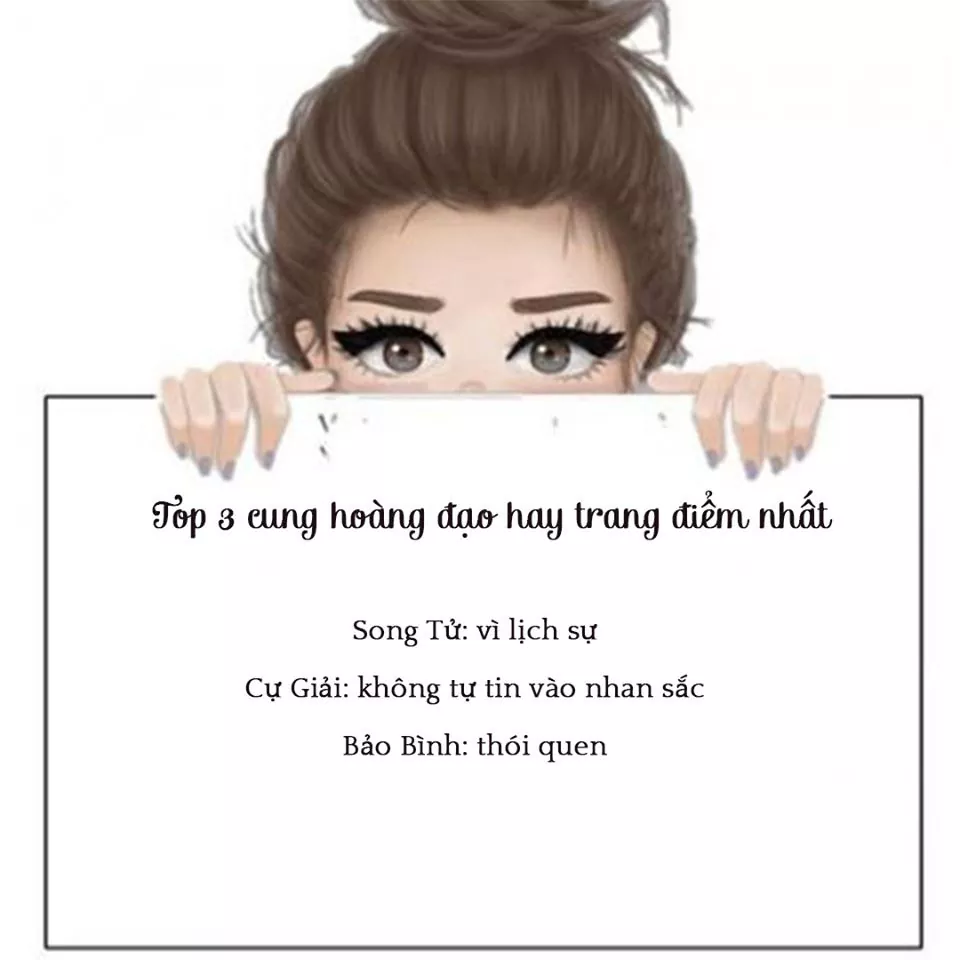 Top 3 cung hoàng đạo hay trang điểm nhất
Song Tử: vì lịch sự
Cự Giải: không tự tin vào nhan sắc
Bảo Bình: thói quen